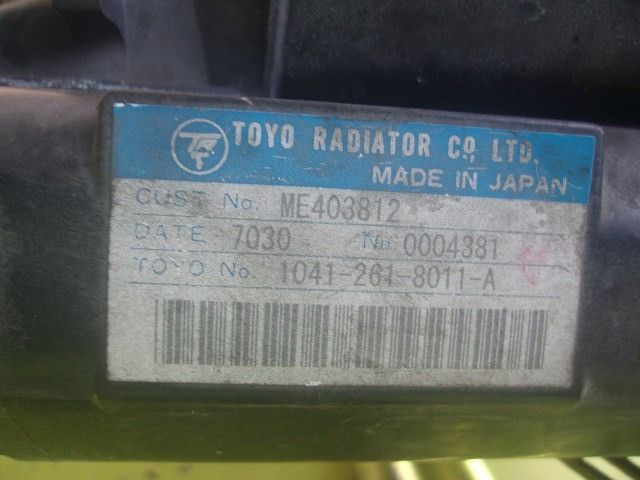 TOYO RADIATOR CO., LTD.
MADE IN JAPAN
CUST No. ME403812
DATE 7030 No. 0004381
TOYO No. 1041-261-8011-A